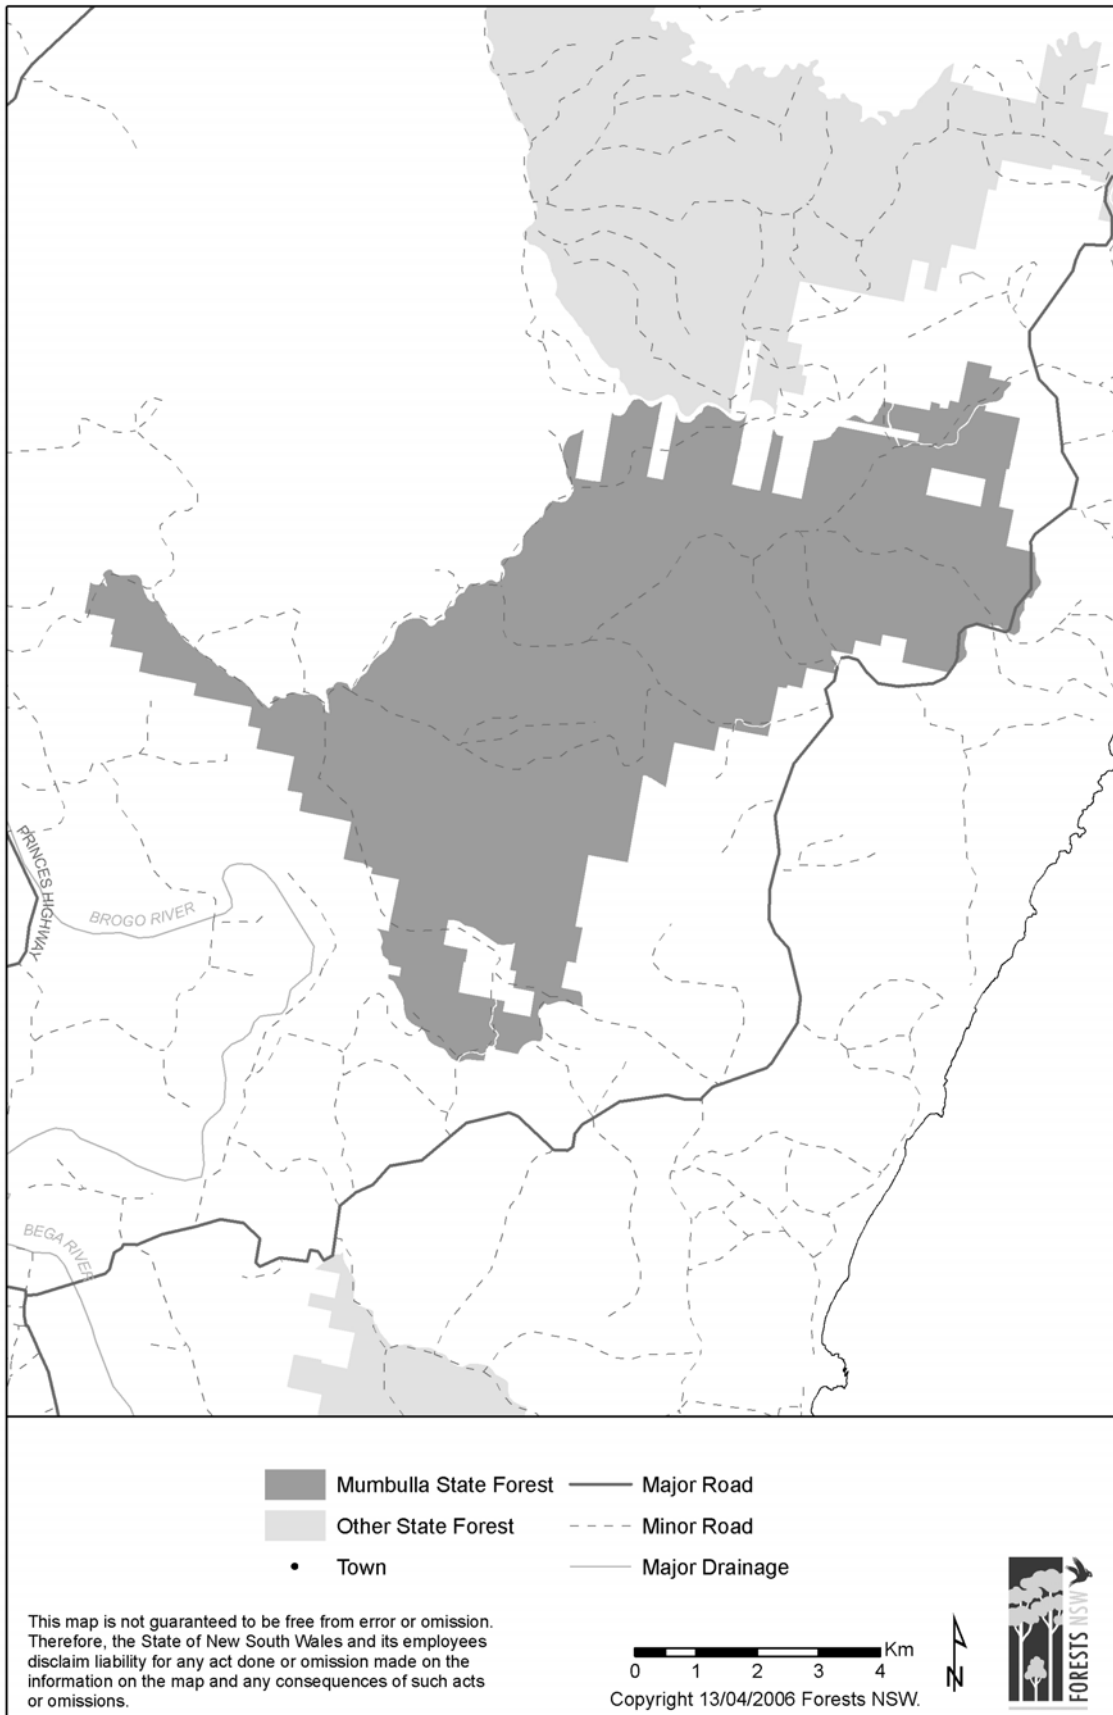 PRINCES HIGHWAY
BROGO RIVER
BEGA RIVER
Mumbulla State Forest
Major Road
Other State Forest
Minor Road
Town
Major Drainage
This map is not guaranteed to be free from error or omission.
Therefore, the State of New South Wales and its employees
disclaim liability for any act done or omission made on the
information on the map and any consequences of such acts
or omissions.
Km
0 1 2 3 4
Copyright 13/04/2006 Forests NSW.
N
FORESTS NSW